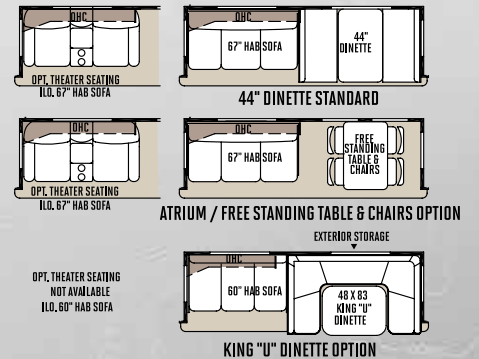 OHC
OPT. THEATER SEATING
ILO. 67" HAB SOFA
OHC
67" HAB SOFA
44"
DINETTE
44" DINETTE STANDARD
OHC
OPT. THEATER SEATING
ILO. 67" HAB SOFA
OHC
67" HAB SOFA
FREE
STANDING
TABLE &
CHAIRS
ATRIUM / FREE STANDING TABLE & CHAIRS OPTION
OPT. THEATER SEATING
NOT AVAILABLE
ILO. 60" HAB SOFA
EXTERIOR STORAGE
OHC
60" HAB SOFA
48 X 83
KING "U"
DINETTE
KING "U" DINETTE OPTION